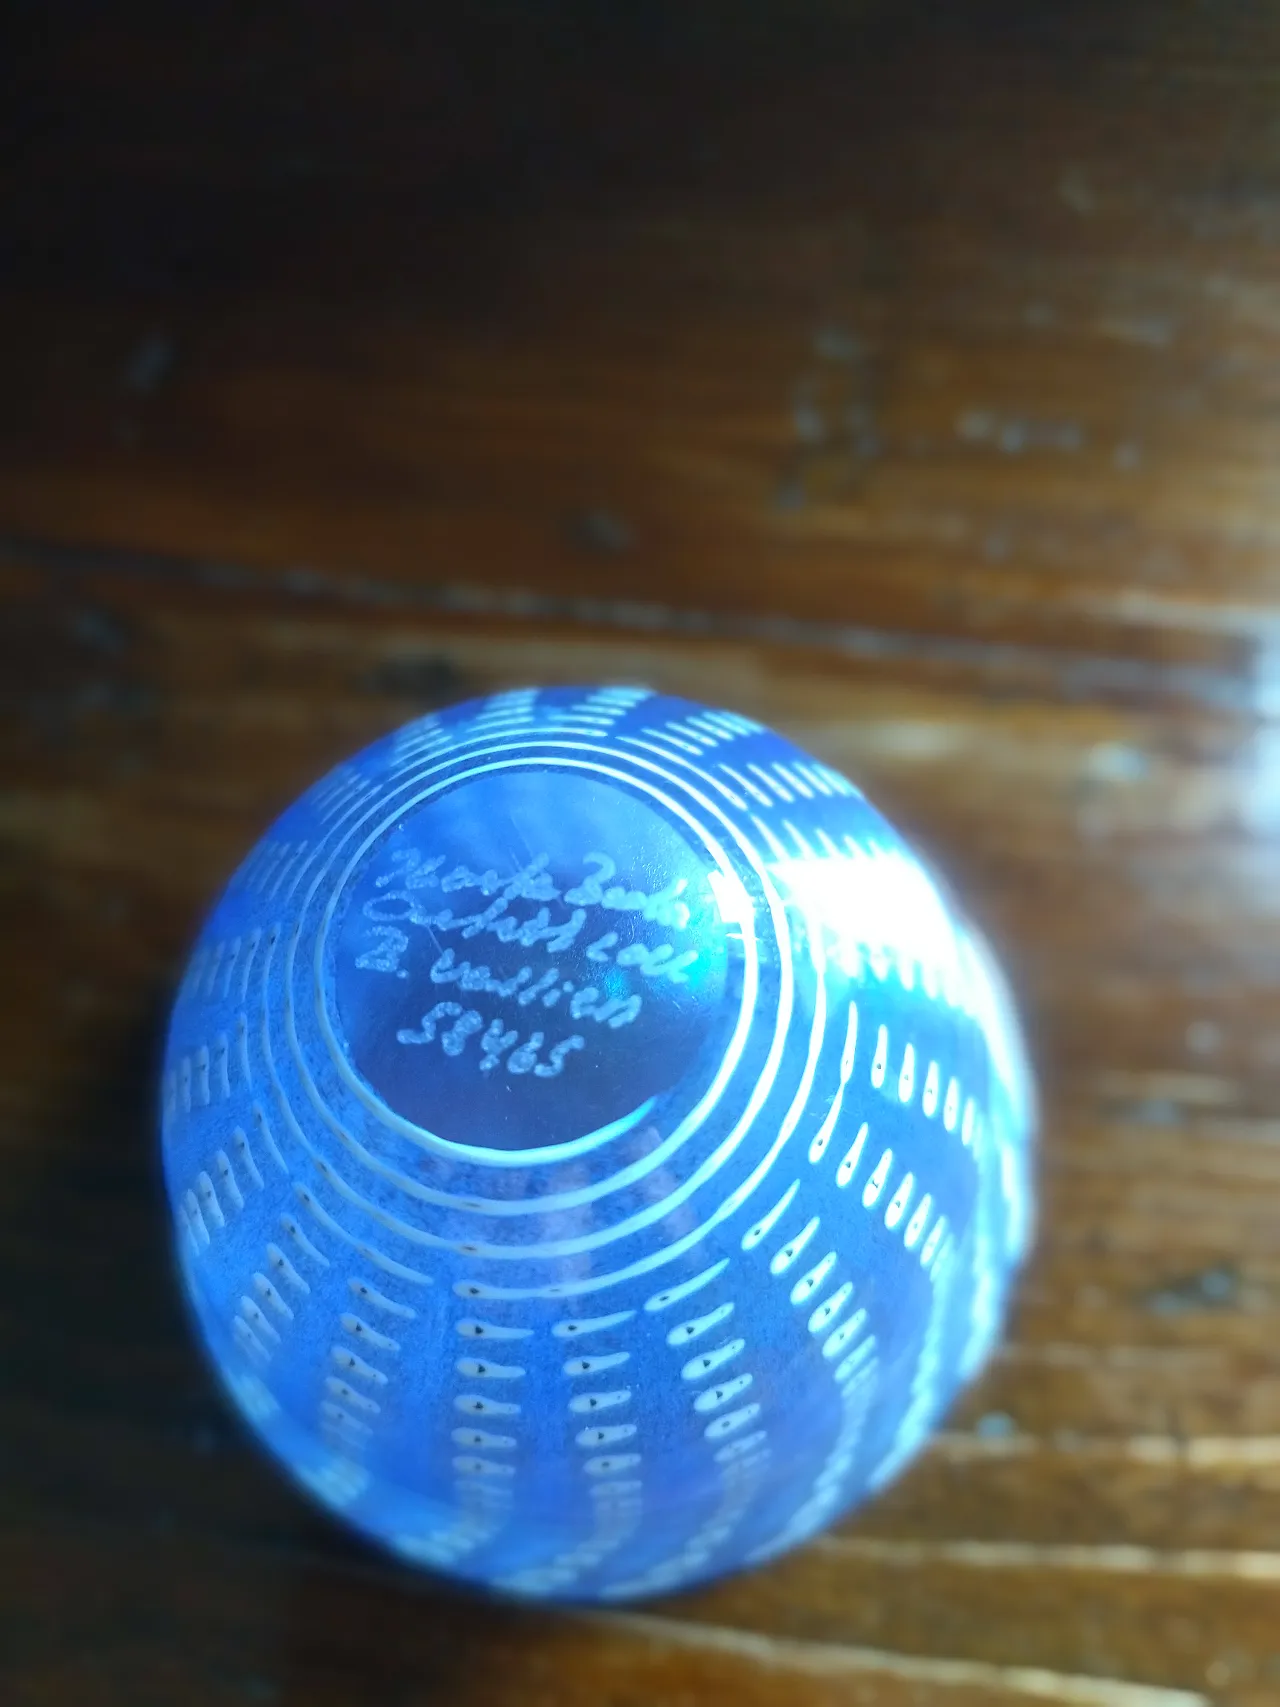 Kosta Boda
Artist Coll
B. Vallien
58465